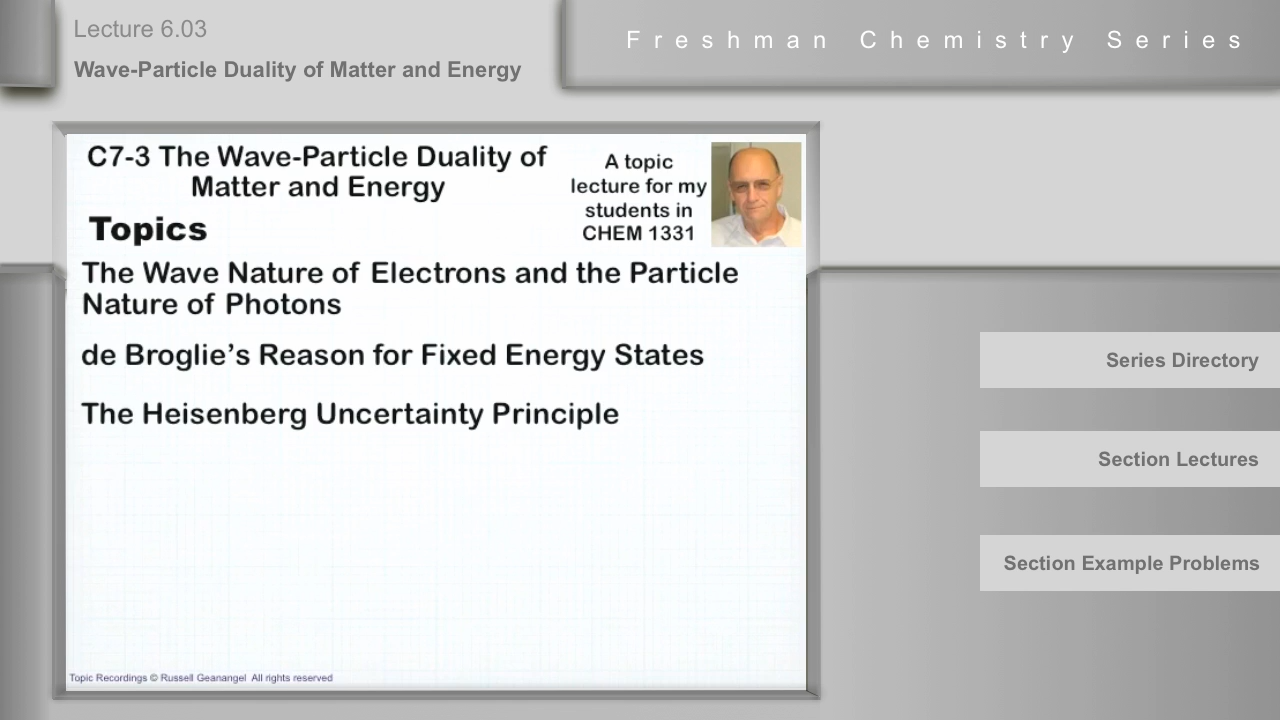 Lecture 6.03
Wave-Particle Duality of Matter and Energy
Freshman Chemistry Series
C7-3 The Wave-Particle Duality of
Matter and Energy
A topic
lecture for my
students in
CHEM 1331
Topics
The Wave Nature of Electrons and the Particle
Nature of Photons
de Broglie's Reason for Fixed Energy States
The Heisenberg Uncertainty Principle
Topic Recordings © Russell Geanangel All rights reserved
Series Directory
Section Lectures
Section Example Problems